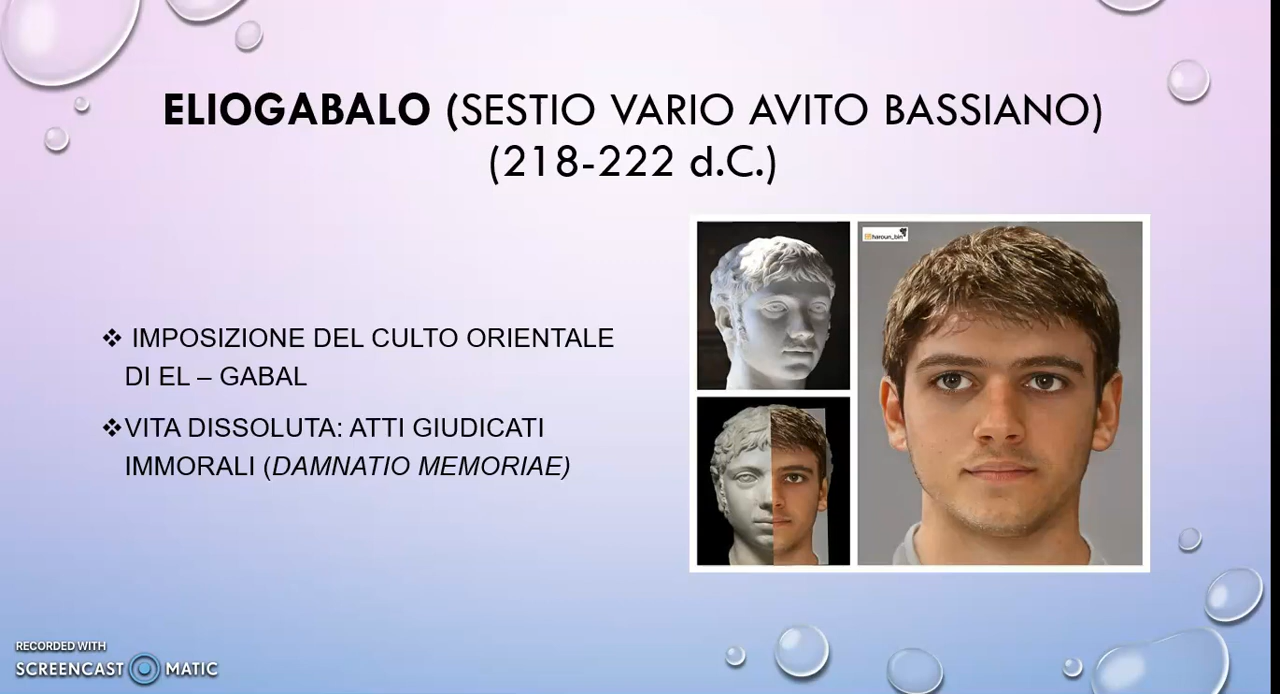 ELIOGABALO (SESTIO VARIO AVITO BASSIANO)
(218-222 d.C.)
❖ IMPOSIZIONE DEL CULTO ORIENTALE
DI EL – GABAL
❖VITA DISSOLUTA: ATTI GIUDICATI
IMMORALI (DAMNATIO MEMORIAE)
haroun_bin
RECORDED WITH
SCREENCAST MATIC